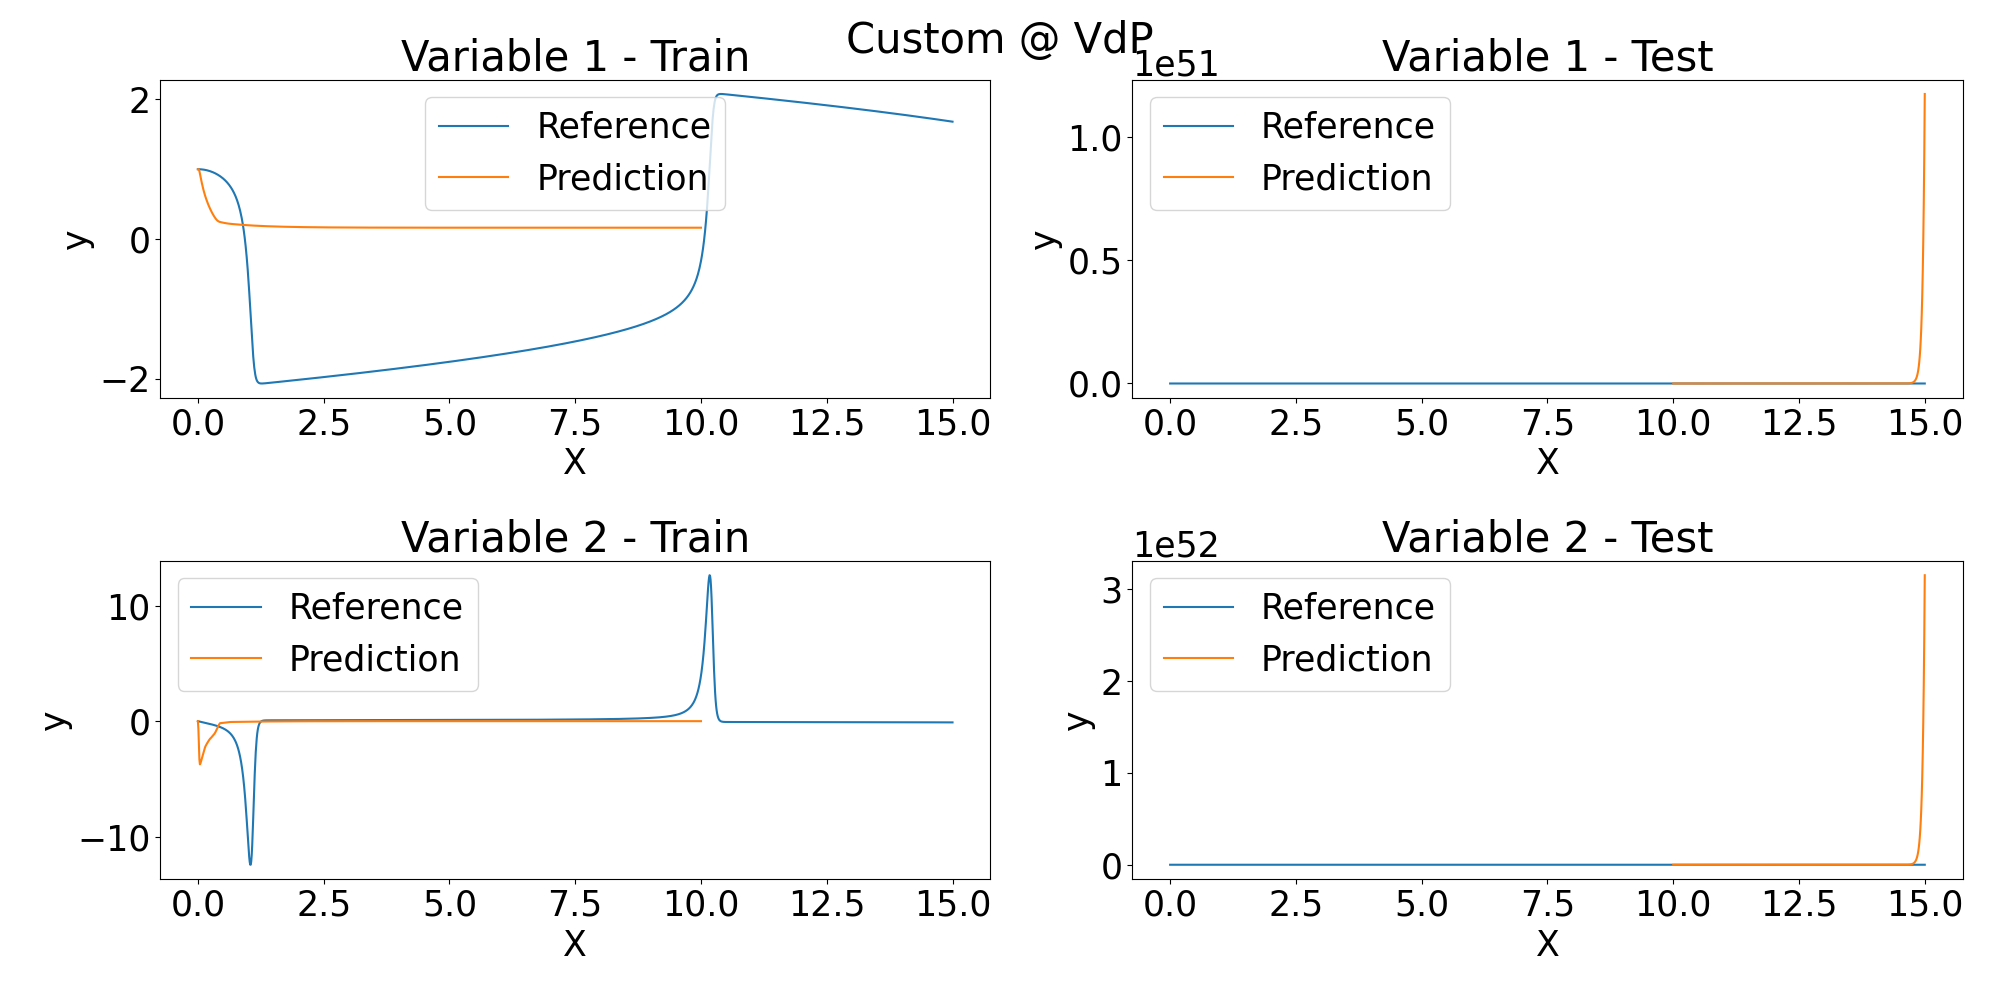 Custom @ VdP
Variable 1 - Train
2
0
−2
y
Reference
Prediction
0.0 2.5 5.0 7.5 10.0 12.5 15.0
X
Variable 1 - Test
1e51
1.0
0.5
0.0
y
Reference
Prediction
0.0 2.5 5.0 7.5 10.0 12.5 15.0
X
Variable 2 - Train
10
0
−10
y
Reference
Prediction
0.0 2.5 5.0 7.5 10.0 12.5 15.0
X
Variable 2 - Test
1e52
3
2
1
0
y
Reference
Prediction
0.0 2.5 5.0 7.5 10.0 12.5 15.0
X